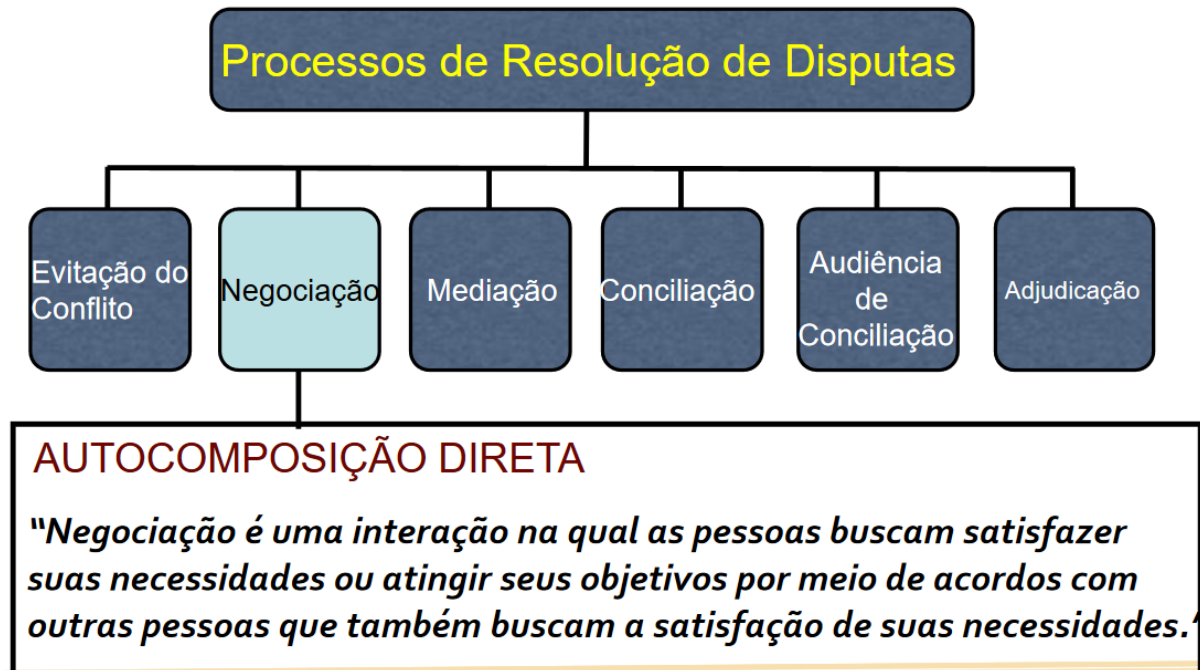 Processos de Resolução de Disputas
Evitação do
Conflito
Negociação
Mediação
Conciliação
Audiência
de
Conciliação
Adjudicação
AUTOCOMPOSIÇÃO DIRETA
“Negociação é uma interação na qual as pessoas buscam satisfazer
suas necessidades ou atingir seus objetivos por meio de acordos com
outras pessoas que também buscam a satisfação de suas necessidades.”